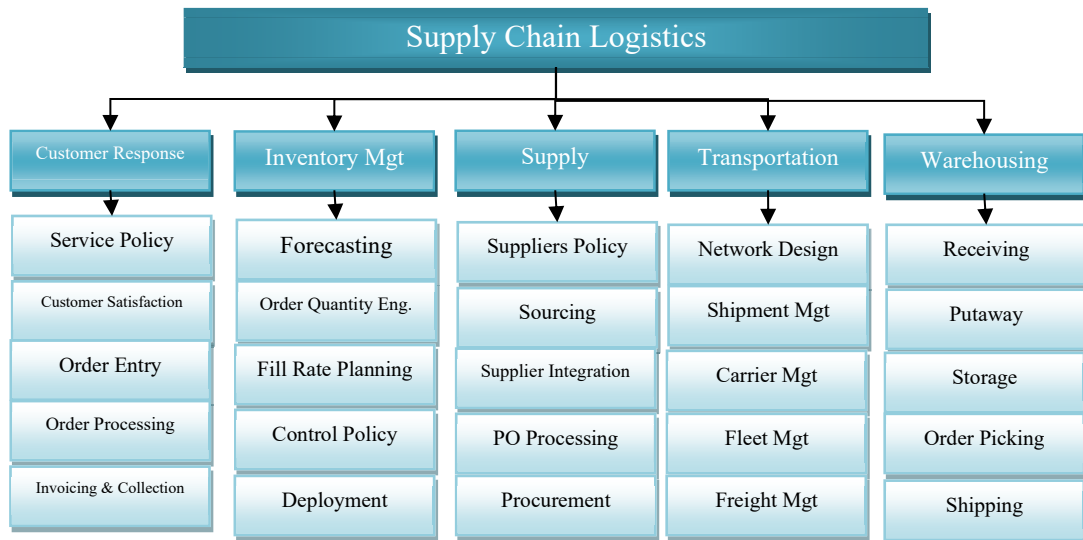 Supply Chain Logistics
Customer Response
Inventory Mgt
Supply
Transportation
Warehousing
Service Policy
Customer Satisfaction
Order Entry
Order Processing
Invoicing & Collection
Forecasting
Order Quantity Eng.
Fill Rate Planning
Control Policy
Deployment
Suppliers Policy
Sourcing
Supplier Integration
PO Processing
Procurement
Network Design
Shipment Mgt
Carrier Mgt
Fleet Mgt
Freight Mgt
Receiving
Putaway
Storage
Order Picking
Shipping